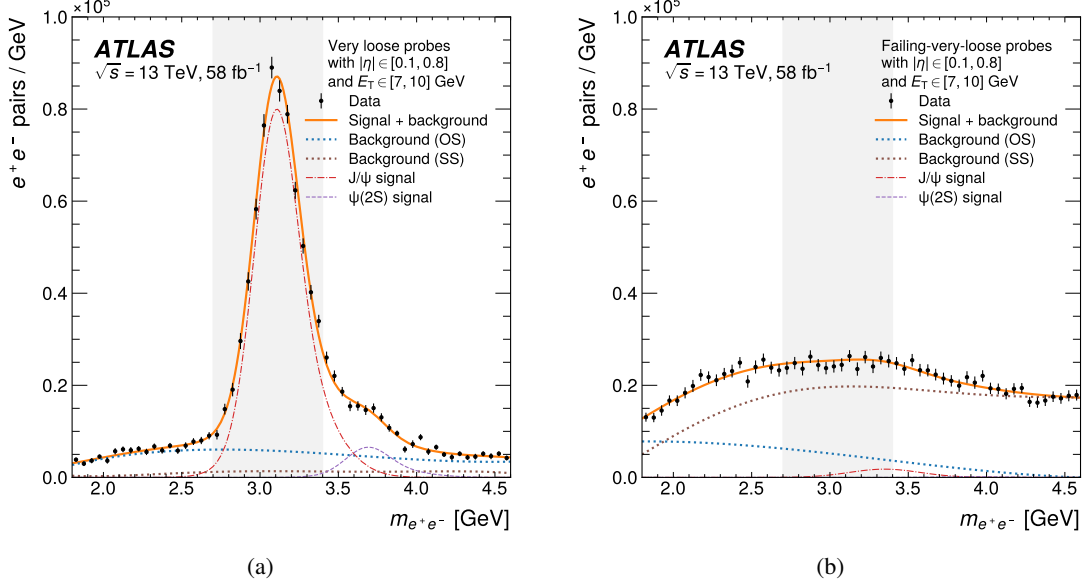 ×10⁵
1.0
0.8
0.6
0.4
0.2
0.0
e⁺e⁻ pairs / GeV
ATLAS
√s = 13 TeV, 58 fb⁻¹
Very loose probes
with |η|∈[0.1, 0.8]
and E_T∈[7, 10] GeV
Data
Signal + background
Background (OS)
Background (SS)
J/ψ signal
ψ(2S) signal
2.0 2.5 3.0 3.5 4.0 4.5
m_e⁺e⁻ [GeV]
(a)
×10⁵
1.0
0.8
0.6
0.4
0.2
0.0
e⁺e⁻ pairs / GeV
ATLAS
√s = 13 TeV, 58 fb⁻¹
Failing-very-loose probes
with |η|∈[0.1, 0.8]
and E_T∈[7, 10] GeV
Data
Signal + background
Background (OS)
Background (SS)
J/ψ signal
ψ(2S) signal
2.0 2.5 3.0 3.5 4.0 4.5
m_e⁺e⁻ [GeV]
(b)